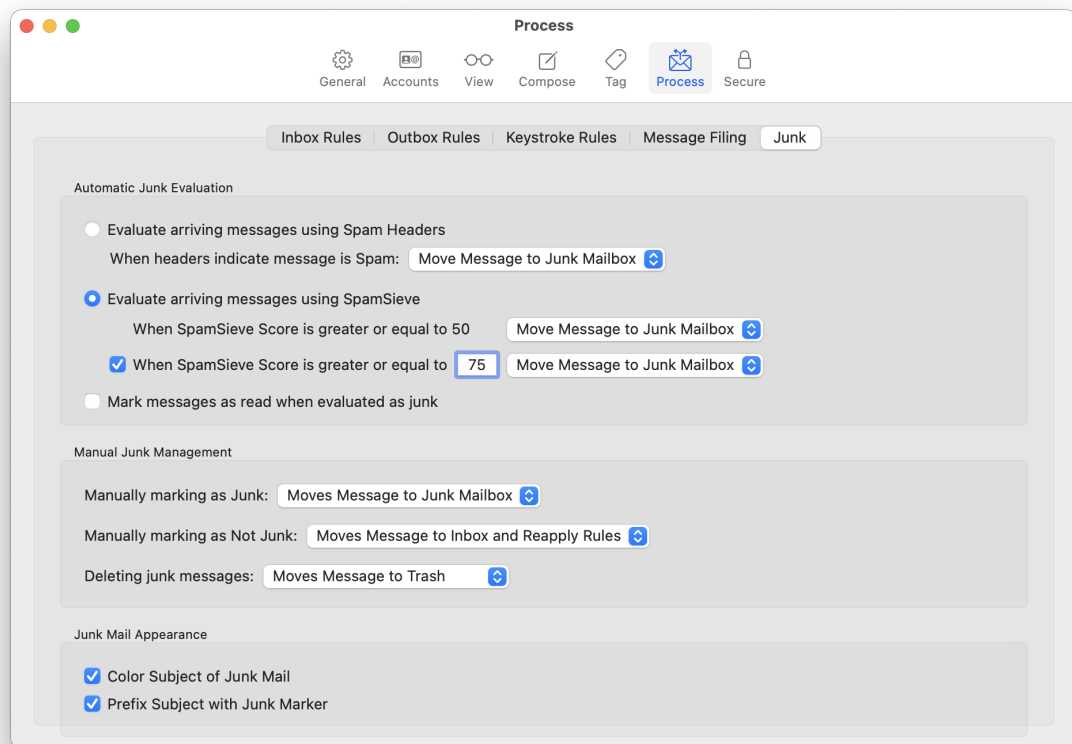 Process
General Accounts View Compose Tag Process Secure
Inbox Rules Outbox Rules Keystroke Rules Message Filing Junk
Automatic Junk Evaluation
Evaluate arriving messages using Spam Headers
When headers indicate message is Spam: Move Message to Junk Mailbox
Evaluate arriving messages using SpamSieve
When SpamSieve Score is greater or equal to 50 Move Message to Junk Mailbox
When SpamSieve Score is greater or equal to 75 Move Message to Junk Mailbox
Mark messages as read when evaluated as junk
Manual Junk Management
Manually marking as Junk: Moves Message to Junk Mailbox
Manually marking as Not Junk: Moves Message to Inbox and Reapply Rules
Deleting junk messages: Moves Message to Trash
Junk Mail Appearance
Color Subject of Junk Mail
Prefix Subject with Junk Marker